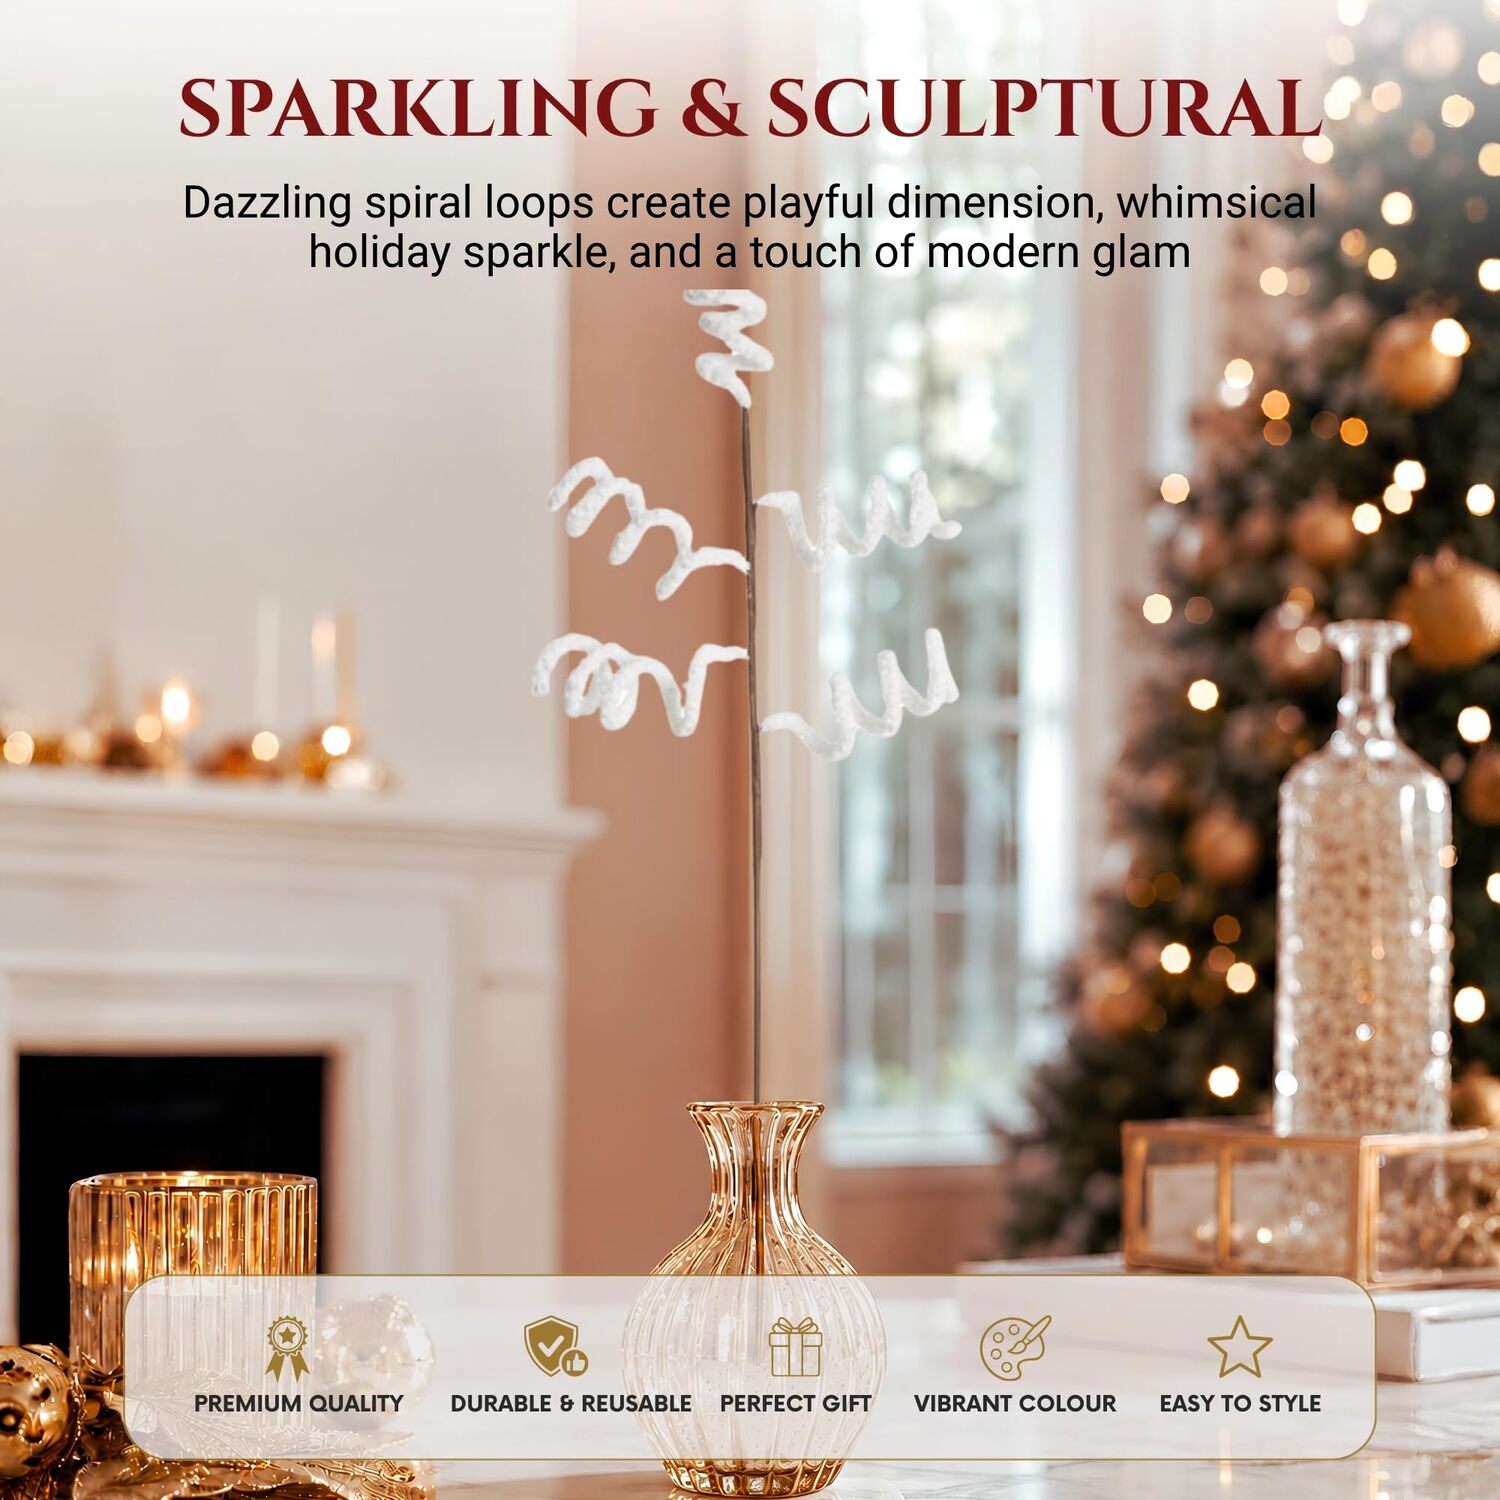 SPARKLING & SCULPTURAL
Dazzling spiral loops create playful dimension, whimsical
holiday sparkle, and a touch of modern glam
PREMIUM QUALITY
DURABLE & REUSABLE
PERFECT GIFT
VIBRANT COLOUR
EASY TO STYLE